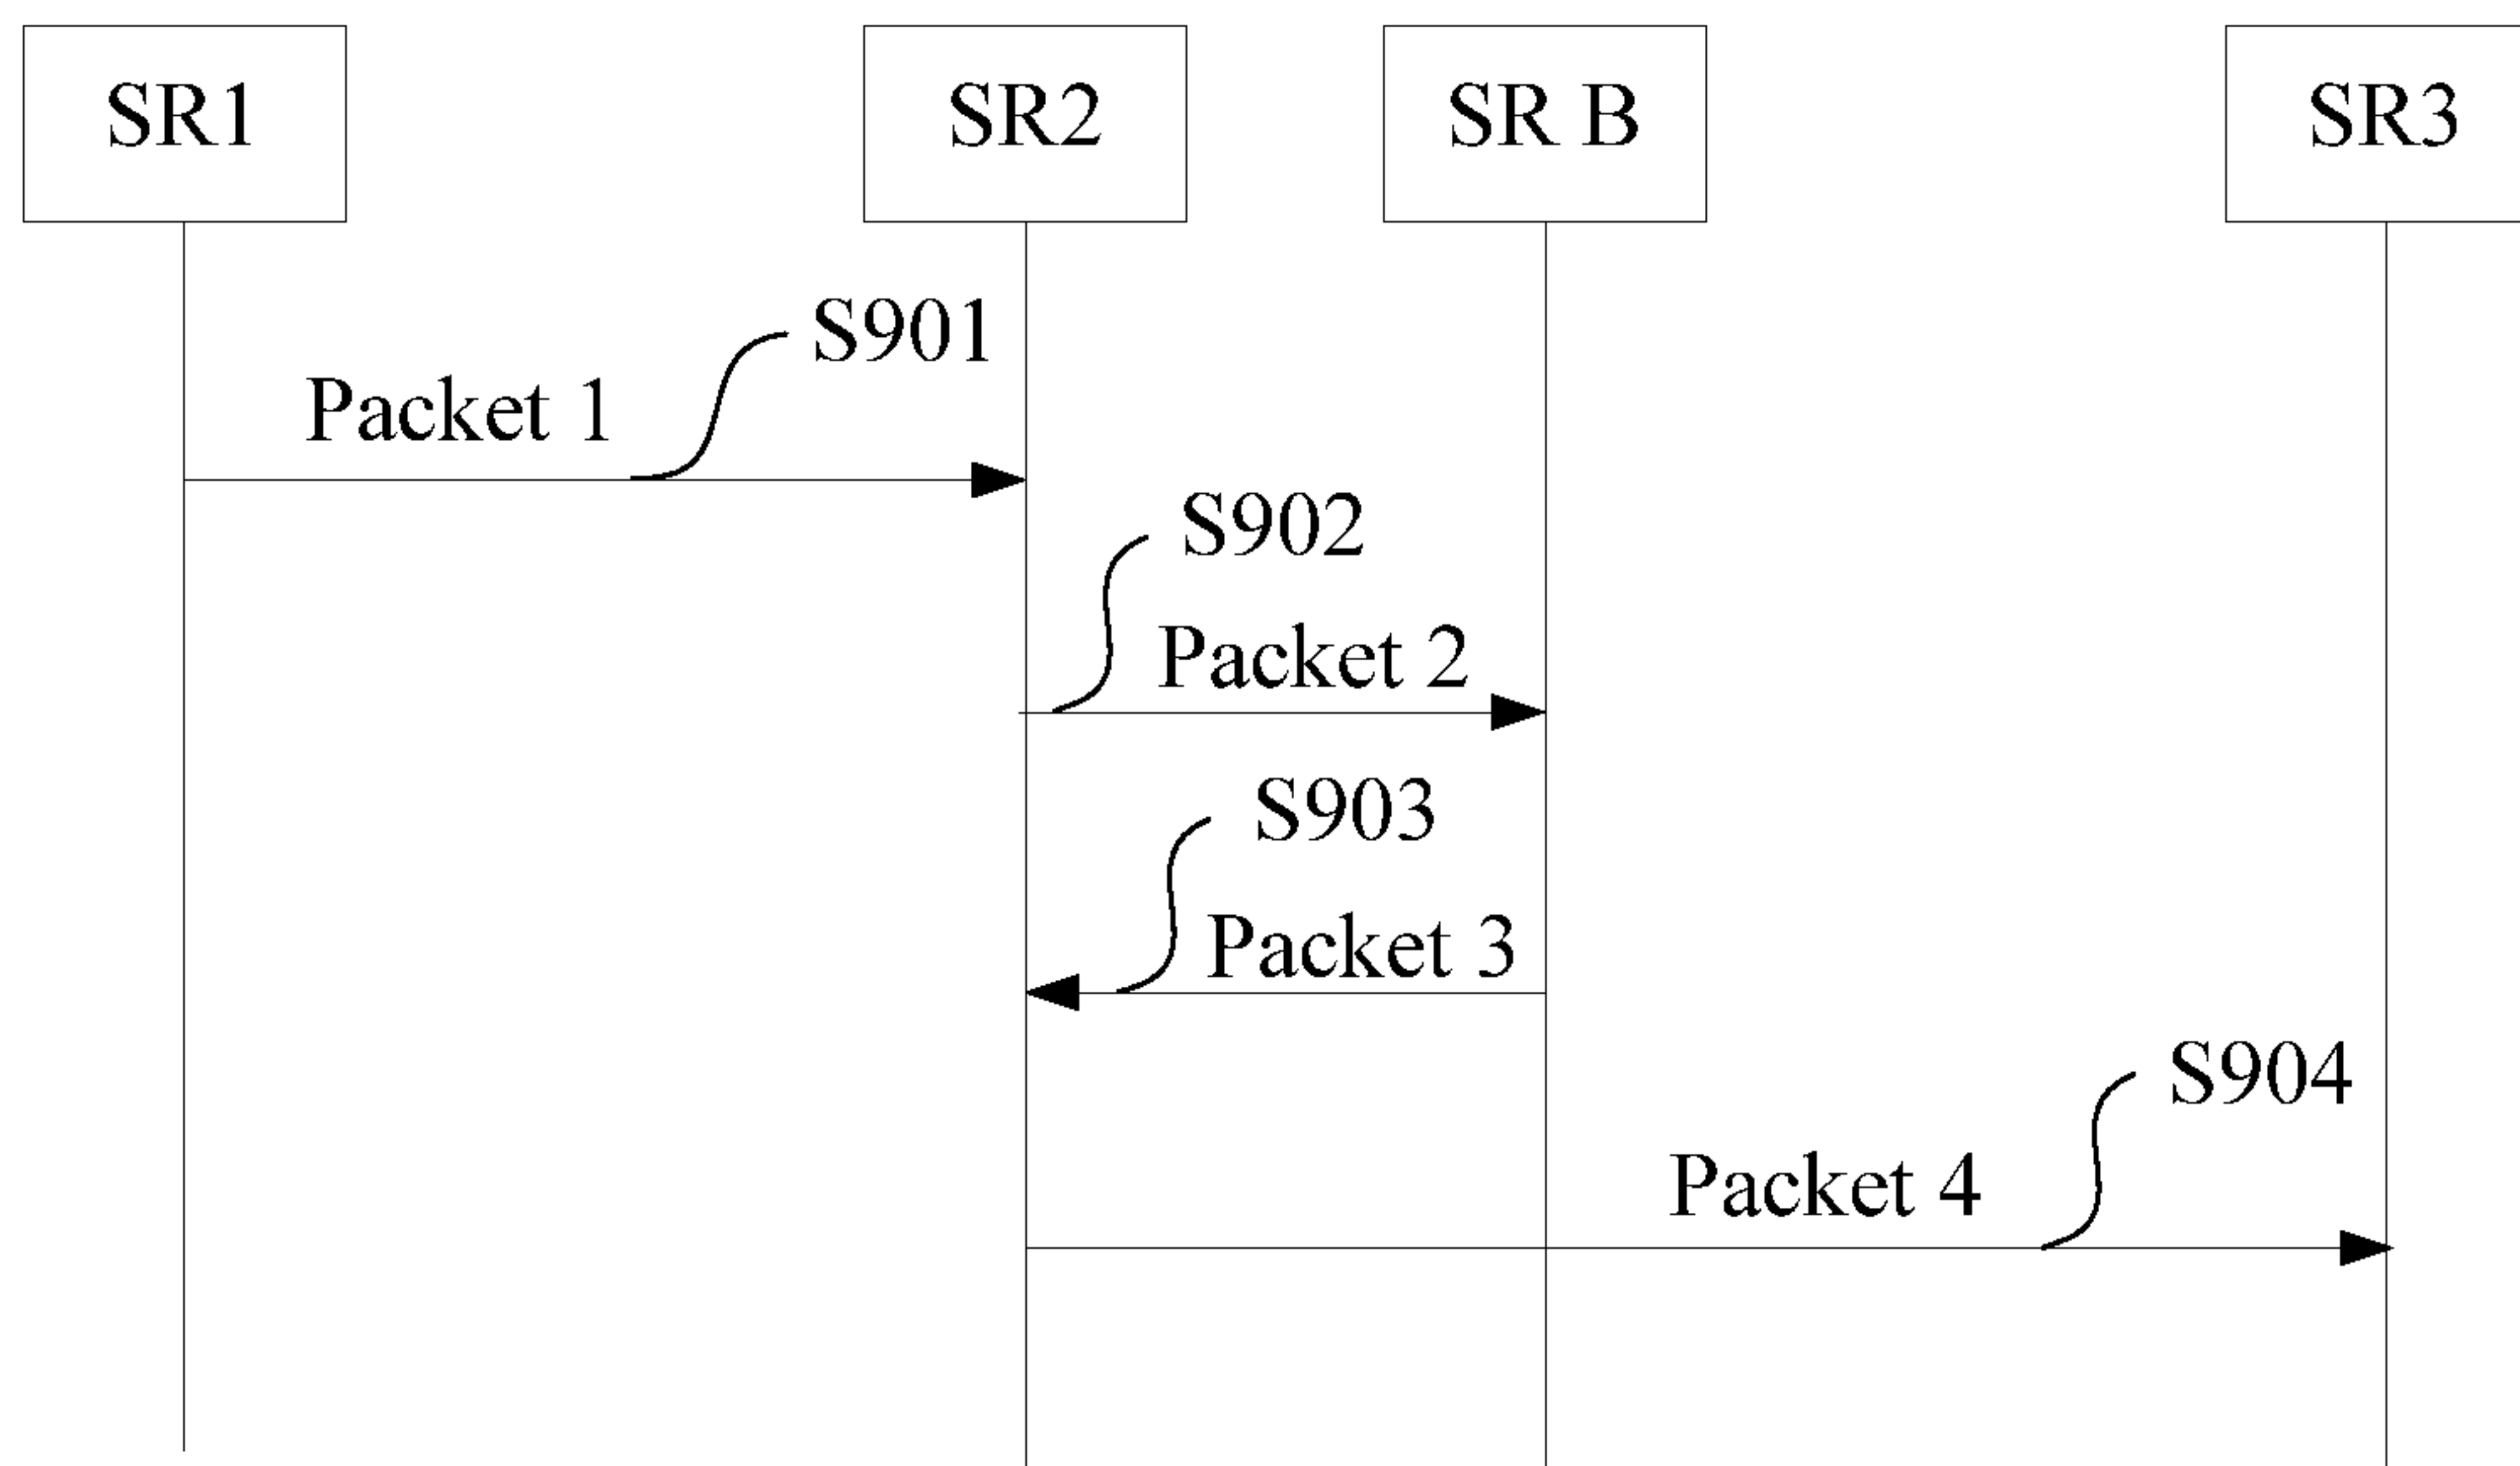 SR1
SR2
SR B
SR3
S901
Packet 1
S902
Packet 2
S903
Packet 3
S904
Packet 4